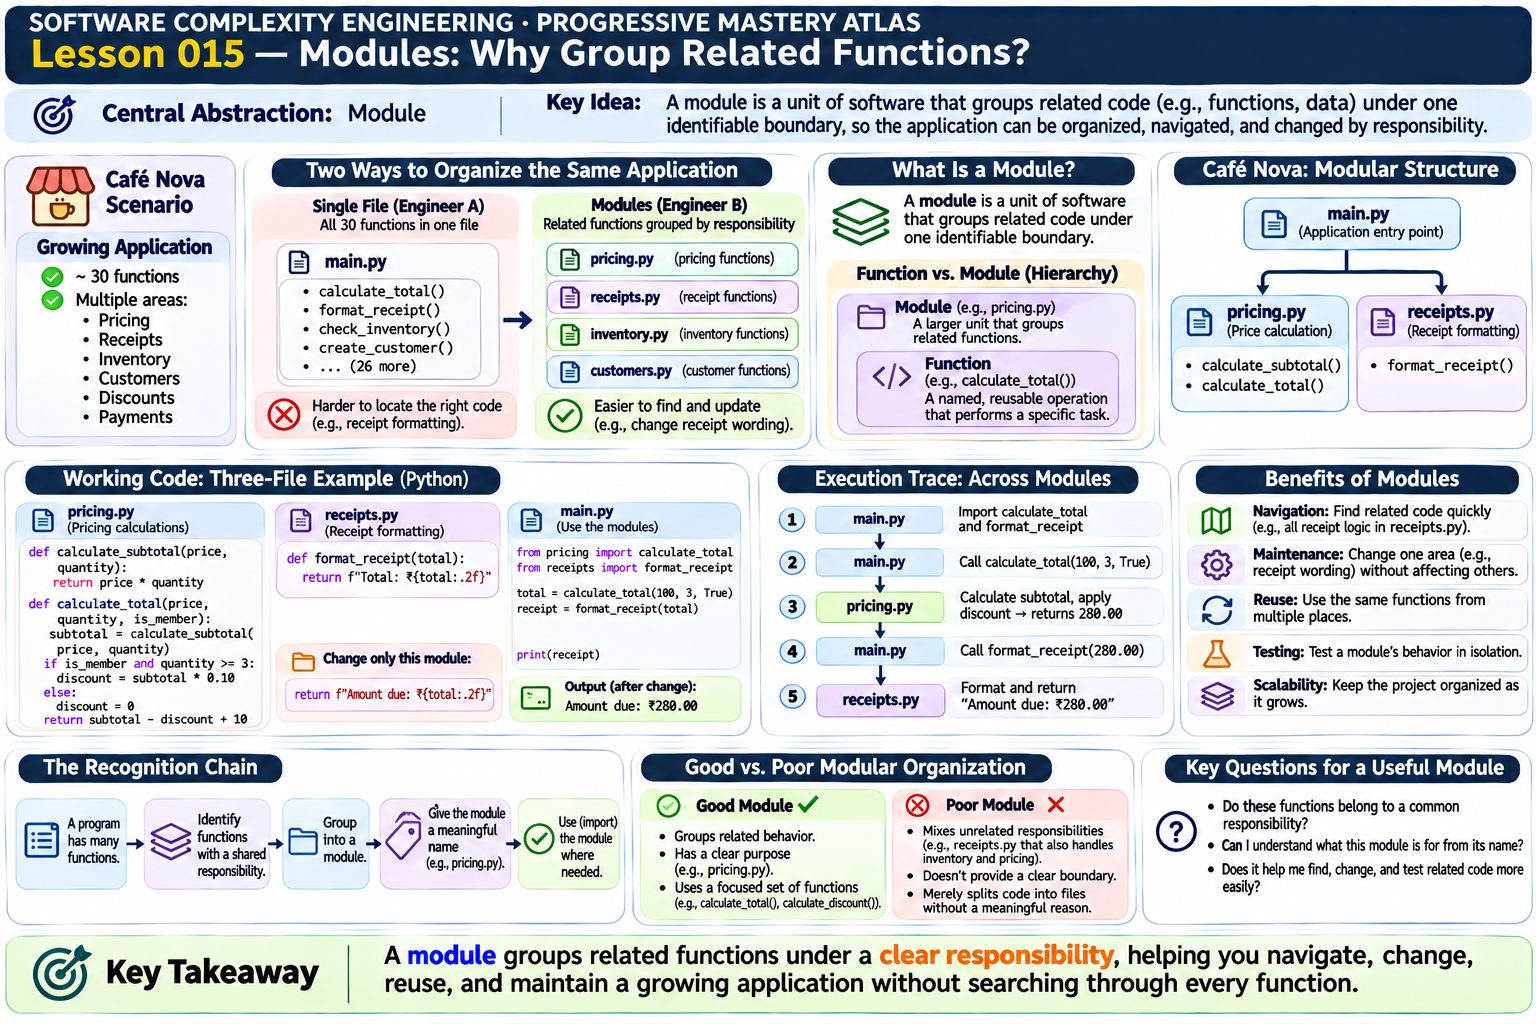 SOFTWARE COMPLEXITY ENGINEERING · PROGRESSIVE MASTERY ATLAS
Lesson 015 — Modules: Why Group Related Functions?
Central Abstraction: Module
Key Idea: A module is a unit of software that groups related code (e.g., functions, data) under one
identifiable boundary, so the application can be organized, navigated, and changed by responsibility.
Café Nova
Scenario
Growing Application
~ 30 functions
Multiple areas:
• Pricing
• Receipts
• Inventory
• Customers
• Discounts
• Payments
Two Ways to Organize the Same Application
Single File (Engineer A)
All 30 functions in one file
main.py
• calculate_total()
• format_receipt()
• check_inventory()
• create_customer()
• ... (26 more)
Harder to locate the right code
(e.g., receipt formatting).
Modules (Engineer B)
Related functions grouped by responsibility
pricing.py (pricing functions)
receipts.py (receipt functions)
inventory.py (inventory functions)
customers.py (customer functions)
Easier to find and update
(e.g., change receipt wording).
What Is a Module?
A module is a unit of software
that groups related code under
one identifiable boundary.
Function vs. Module (Hierarchy)
Module (e.g., pricing.py)
A larger unit that groups
related functions.
Function
(e.g., calculate_total())
A named, reusable operation
that performs a specific task.
Café Nova: Modular Structure
main.py
(Application entry point)
pricing.py
(Price calculation)
• calculate_subtotal()
• calculate_total()
receipts.py
(Receipt formatting)
• format_receipt()
Working Code: Three-File Example (Python)
pricing.py
(Pricing calculations)
def calculate_subtotal(price,
quantity):
return price * quantity
def calculate_total(price,
quantity, is_member):
subtotal = calculate_subtotal(
price, quantity)
if is_member and quantity >= 3:
discount = subtotal * 0.10
else:
discount = 0
return subtotal − discount + 10
receipts.py
(Receipt formatting)
def format_receipt(total):
return f"Total: ₹{total:.2f}"
Change only this module:
return f"Amount due: ₹{total:.2f}"
main.py
(Use the modules)
from pricing import calculate_total
from receipts import format_receipt
total = calculate_total(100, 3, True)
receipt = format_receipt(total)
print(receipt)
Output (after change):
Amount due: ₹280.00
Execution Trace: Across Modules
1 main.py Import calculate_total
and format_receipt
2 main.py Call calculate_total(100, 3, True)
3 pricing.py Calculate subtotal, apply
discount → returns 280.00
4 main.py Call format_receipt(280.00)
5 receipts.py Format and return
"Amount due: ₹280.00"
Benefits of Modules
Navigation: Find related code quickly
(e.g., all receipt logic in receipts.py).
Maintenance: Change one area (e.g.,
receipt wording) without affecting others.
Reuse: Use the same functions from
multiple places.
Testing: Test a module's behavior in isolation.
Scalability: Keep the project organized as
it grows.
The Recognition Chain
A program
has many
functions.
Identify
functions
with a shared
responsibility.
Group
into a
module.
Give the module
a meaningful
name
(e.g., pricing.py).
Use (import)
the module
where
needed.
Good vs. Poor Modular Organization
Good Module ✓
• Groups related behavior.
• Has a clear purpose
(e.g., pricing.py).
• Uses a focused set of functions
(e.g., calculate_total(), calculate_discount()).
Poor Module ✗
• Mixes unrelated responsibilities
(e.g., receipts.py that also handles
inventory and pricing).
• Doesn't provide a clear boundary.
• Merely splits code into files
without a meaningful reason.
Key Questions for a Useful Module
?
• Do these functions belong to a common
responsibility?
• Can I understand what this module is for from its name?
• Does it help me find, change, and test related code more
easily?
Key Takeaway
A module groups related functions under a clear responsibility, helping you navigate, change,
reuse, and maintain a growing application without searching through every function.